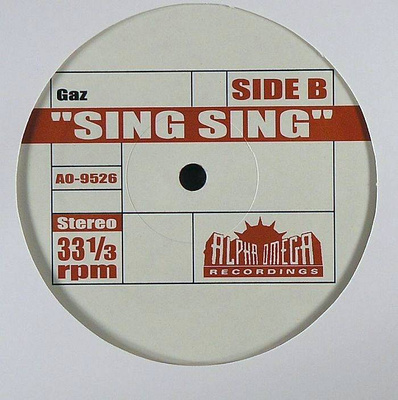 Gaz
SIDE B
"SING SING"
AO-9526
Stereo
33 1/3
rpm
ALPHA OMEGA
RECORDINGS